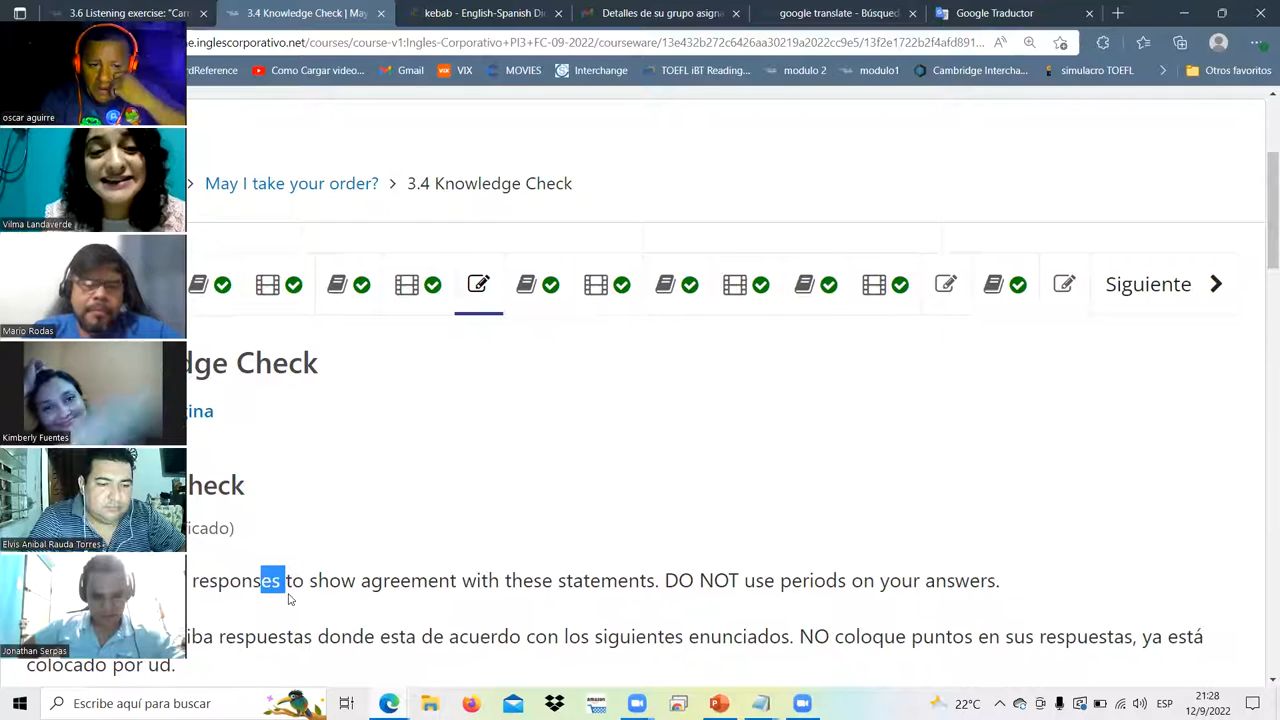 3.6 Listening exercise: "Car
3.4 Knowledge Check | May I
kebab - English-Spanish Di
Detalles de su grupo asigna
google translate - Búsqued
Google Traductor
e.inglescorporativo.net/courses/course-v1:Ingles-Corporativo+PI3+FC-09-2022/courseware/13e432b272c6426aa30219a2022cc9e5/13f2e1722b2f4afd891...
rdReference
Como Cargar video...
Gmail
VIX
MOVIES
Interchange
TOEFL iBT Reading...
modulo 2
modulo1
Cambridge Intercha...
simulacro TOEFL
Otros favoritos
oscar aguirre
May I take your order? > 3.4 Knowledge Check
Vilma Landaverde
Siguiente
Mario Rodas
dge Check
ina
Kimberly Fuentes
heck
icado)
Elvis Anibal Rauda Torres
responses to show agreement with these statements. DO NOT use periods on your answers.
iba respuestas donde esta de acuerdo con los siguientes enunciados. NO coloque puntos en sus respuestas, ya está
Jonathan Serpas
colocado por ud.
Escribe aquí para buscar
22°C
ESP
21:28
12/9/2022